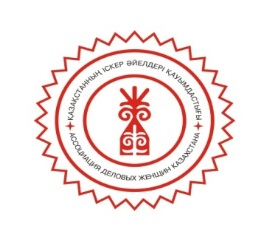 ҚАЗАҚСТАННЫҢ ІСКЕР ӘЙЕЛДЕРІ ҚАУЫМДАСТЫҒЫ
АССОЦИАЦИЯ ДЕЛОВЫХ ЖЕНЩИН КАЗАХСТАНА